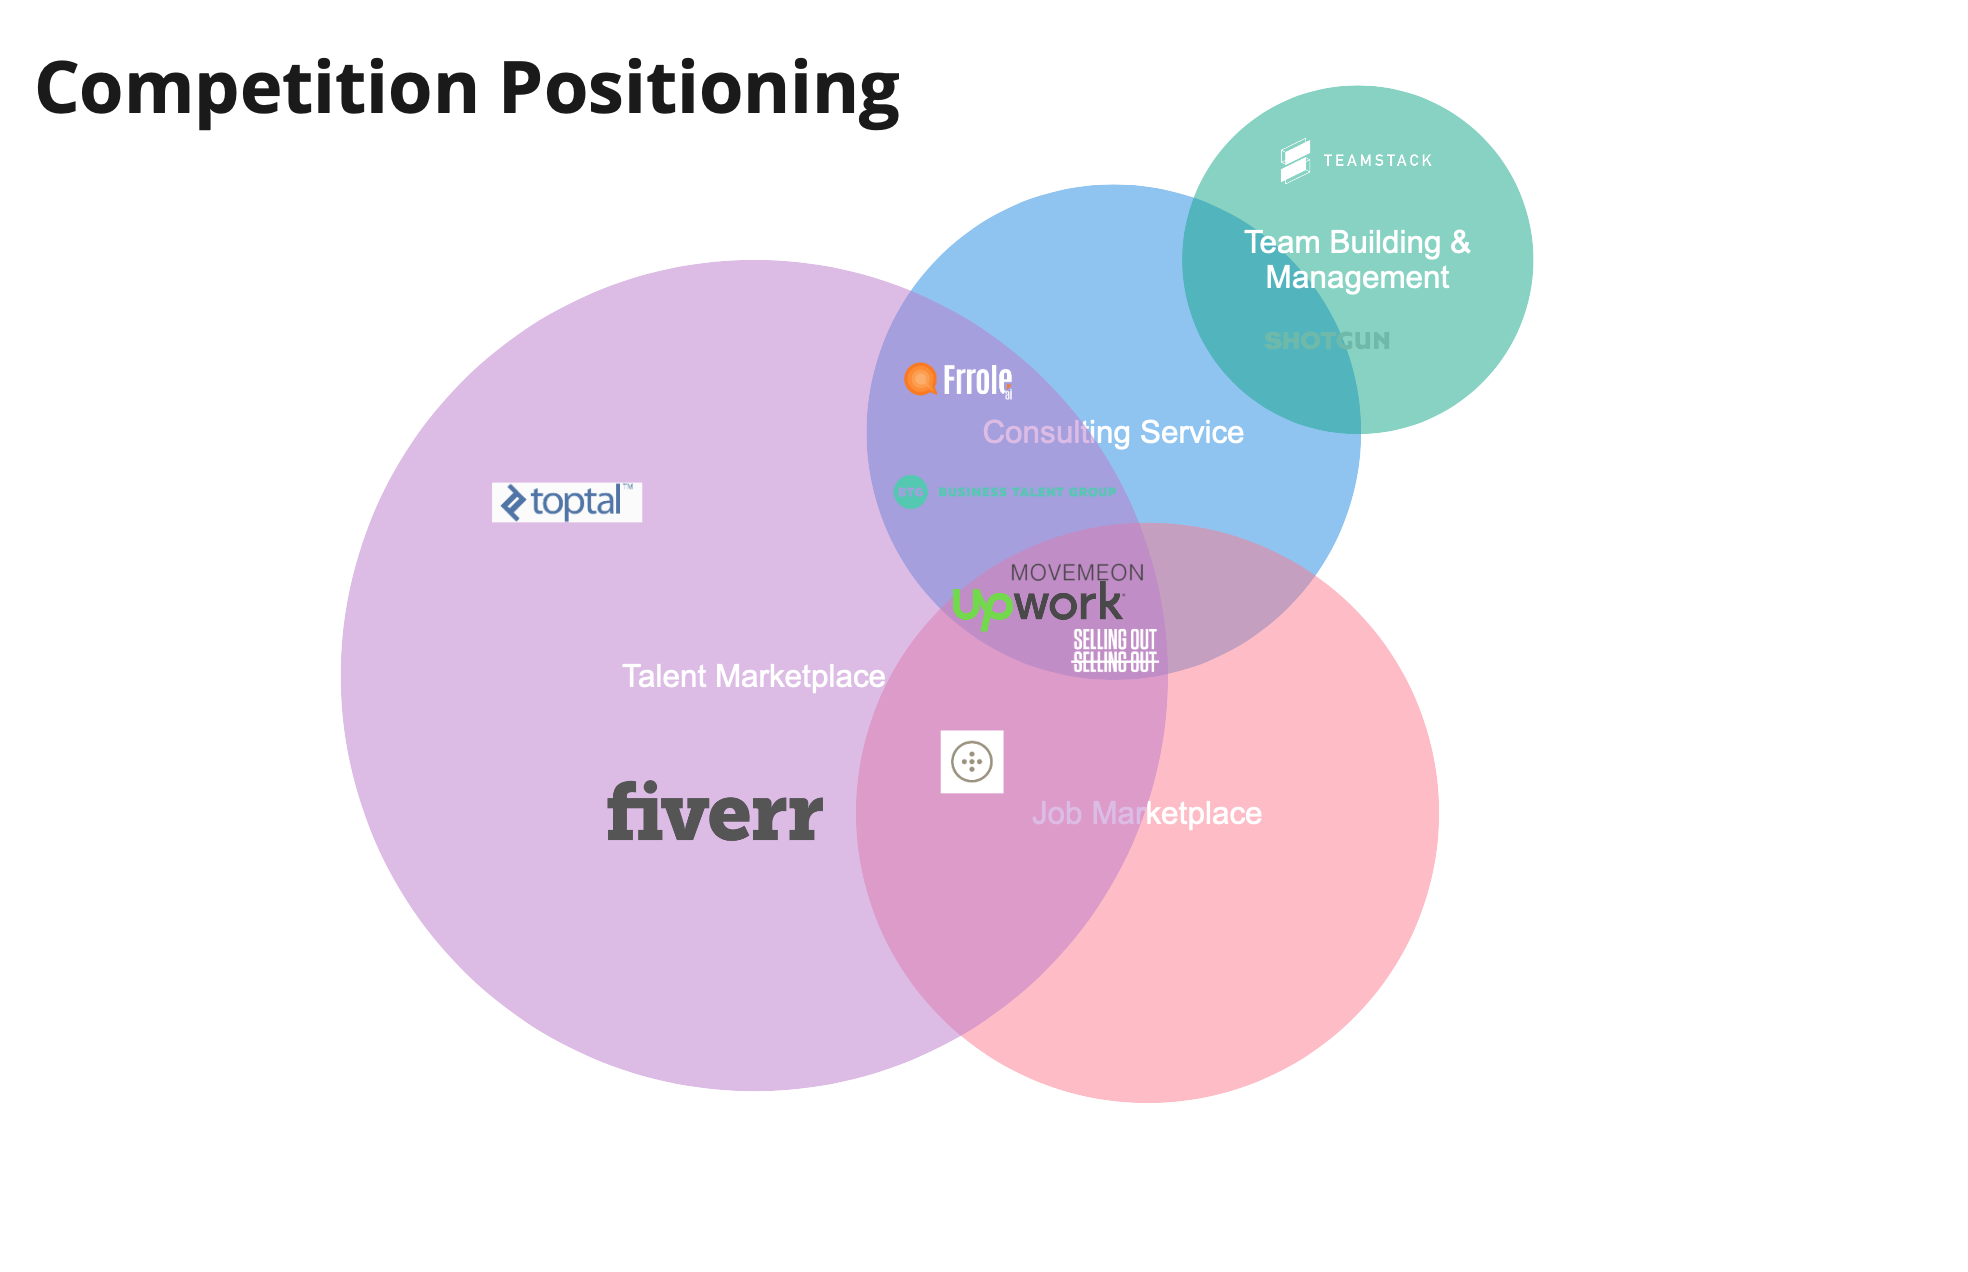 Competition Positioning
TEAMSTACK
Team Building &
Management
SHOTGUN
Frrole
.ai
Consulting Service
toptal™
BTG BUSINESS TALENT GROUP
MOVEMEON
upwork
SELLING OUT
SELLING OUT
Talent Marketplace
fiverr
Job Marketplace